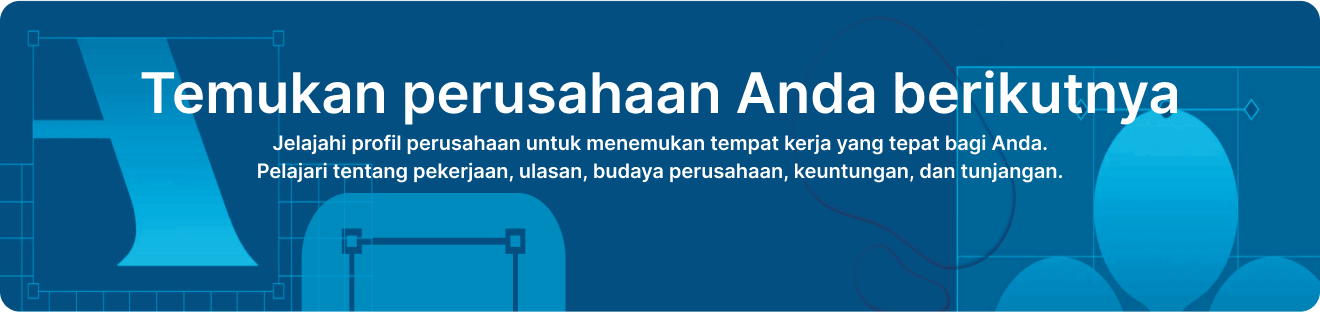 Temukan perusahaan Anda berikutnya
Jelajahi profil perusahaan untuk menemukan tempat kerja yang tepat bagi Anda.
Pelajari tentang pekerjaan, ulasan, budaya perusahaan, keuntungan, dan tunjangan.